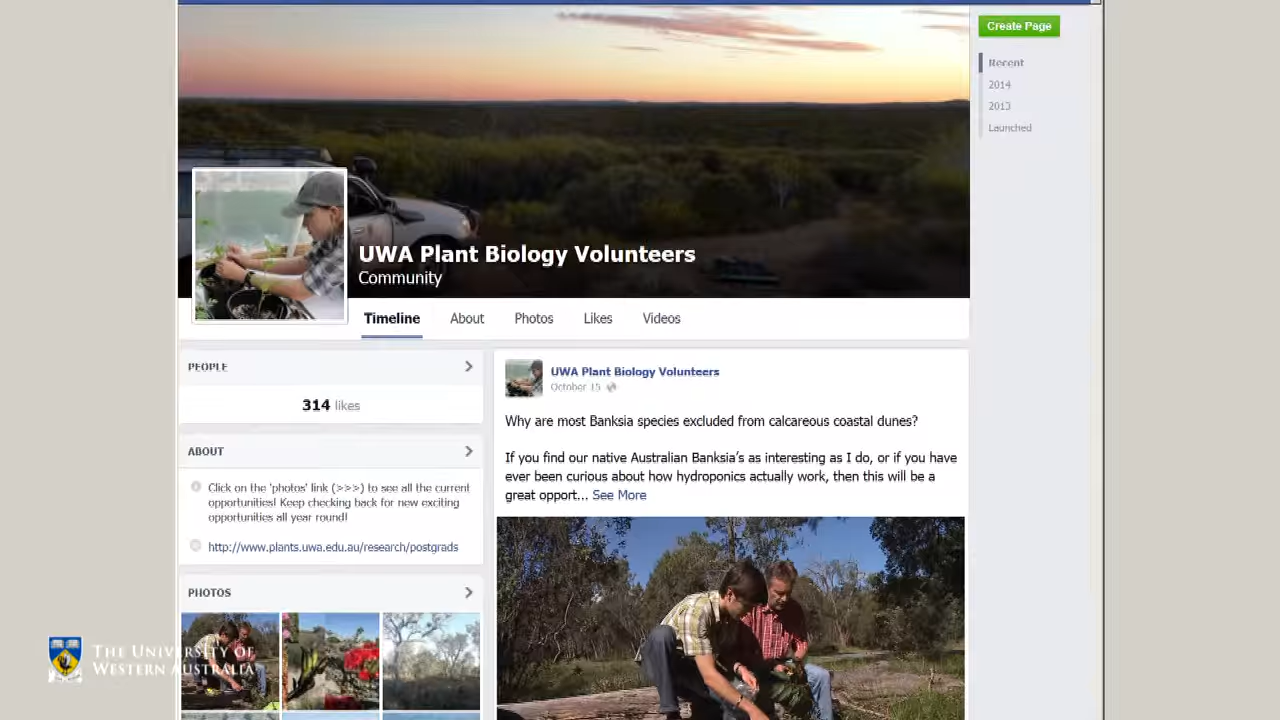 Create Page
Recent
2014
2013
Launched
UWA Plant Biology Volunteers
Community
Timeline About Photos Likes Videos
PEOPLE
314 likes
ABOUT
Click on the 'photos' link (>>>) to see all the current
opportunities! Keep checking back for new exciting
opportunities all year round!
http://www.plants.uwa.edu.au/research/postgrads
PHOTOS
UWA Plant Biology Volunteers
October 15
Why are most Banksia species excluded from calcareous coastal dunes?
If you find our native Australian Banksia's as interesting as I do, or if you have
ever been curious about how hydroponics actually work, then this will be a
great opport... See More
THE UNIVERSITY OF
WESTERN AUSTRALIA